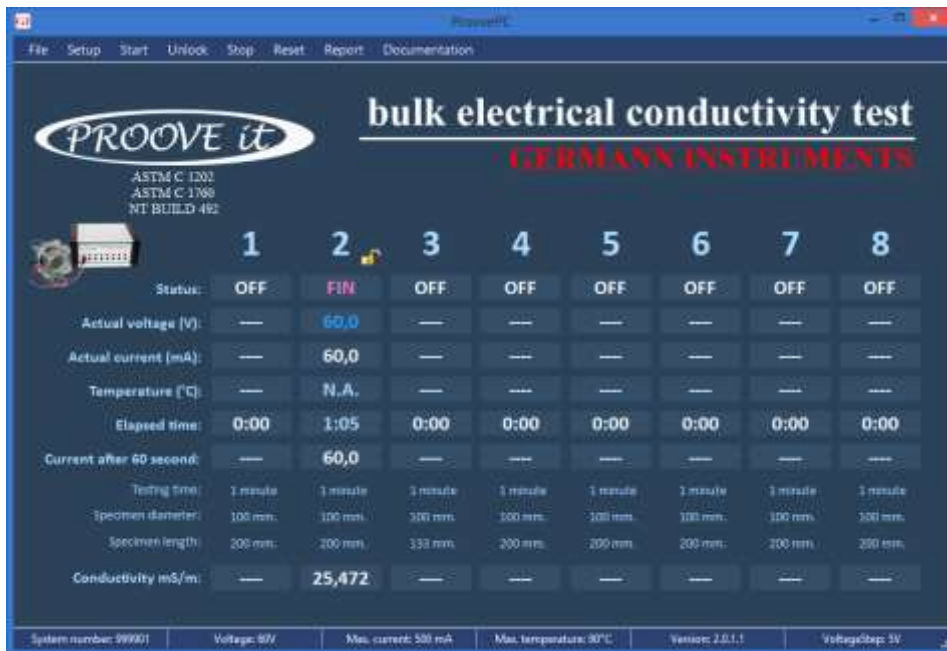 ProovePC
File Setup Start Unlock Stop Reset Report Documentation
PROOVE it
bulk electrical conductivity test
GERMANN INSTRUMENTS
ASTM C 1202
ASTM C 1760
NT BUILD 492
1 2 3 4 5 6 7 8
Status: OFF FIN OFF OFF OFF OFF OFF OFF
Actual voltage (V): ---- 60,0 ---- ---- ---- ---- ---- ----
Actual current (mA): ---- 60,0 ---- ---- ---- ---- ---- ----
Temperature (°C): ---- N.A. ---- ---- ---- ---- ---- ----
Elapsed time: 0:00 1:05 0:00 0:00 0:00 0:00 0:00 0:00
Current after 60 second: ---- 60,0 ---- ---- ---- ---- ---- ----
Testing time: 1 minute 1 minute 1 minute 1 minute 1 minute 1 minute 1 minute 1 minute
Specimen diameter: 100 mm. 100 mm. 100 mm. 100 mm. 100 mm. 100 mm. 100 mm. 100 mm.
Specimen length: 200 mm. 200 mm. 133 mm. 200 mm. 200 mm. 200 mm. 200 mm. 200 mm.
Conductivity mS/m: ---- 25,472 ---- ---- ---- ---- ---- ----
System number: 999901 Voltage: 60V Max. current: 500 mA Max. temperature: 90°C Version: 2.0.1.1 VoltageStep: 5V